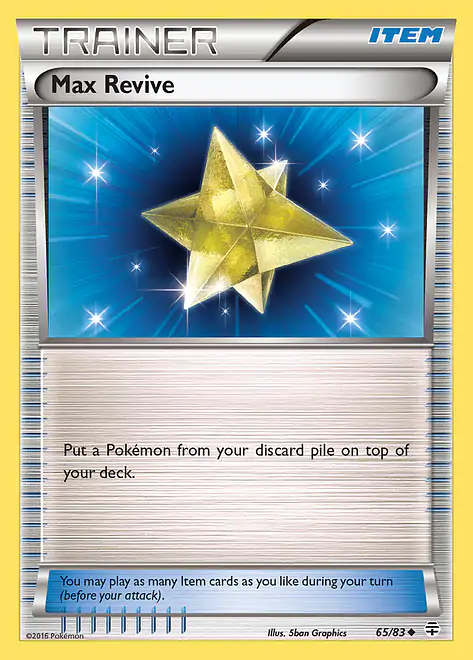 TRAINER
ITEM
Max Revive
Put a Pokémon from your discard pile on top of
your deck.
You may play as many Item cards as you like during your turn
(before your attack).
©2016 Pokémon
Illus. 5ban Graphics
65/83